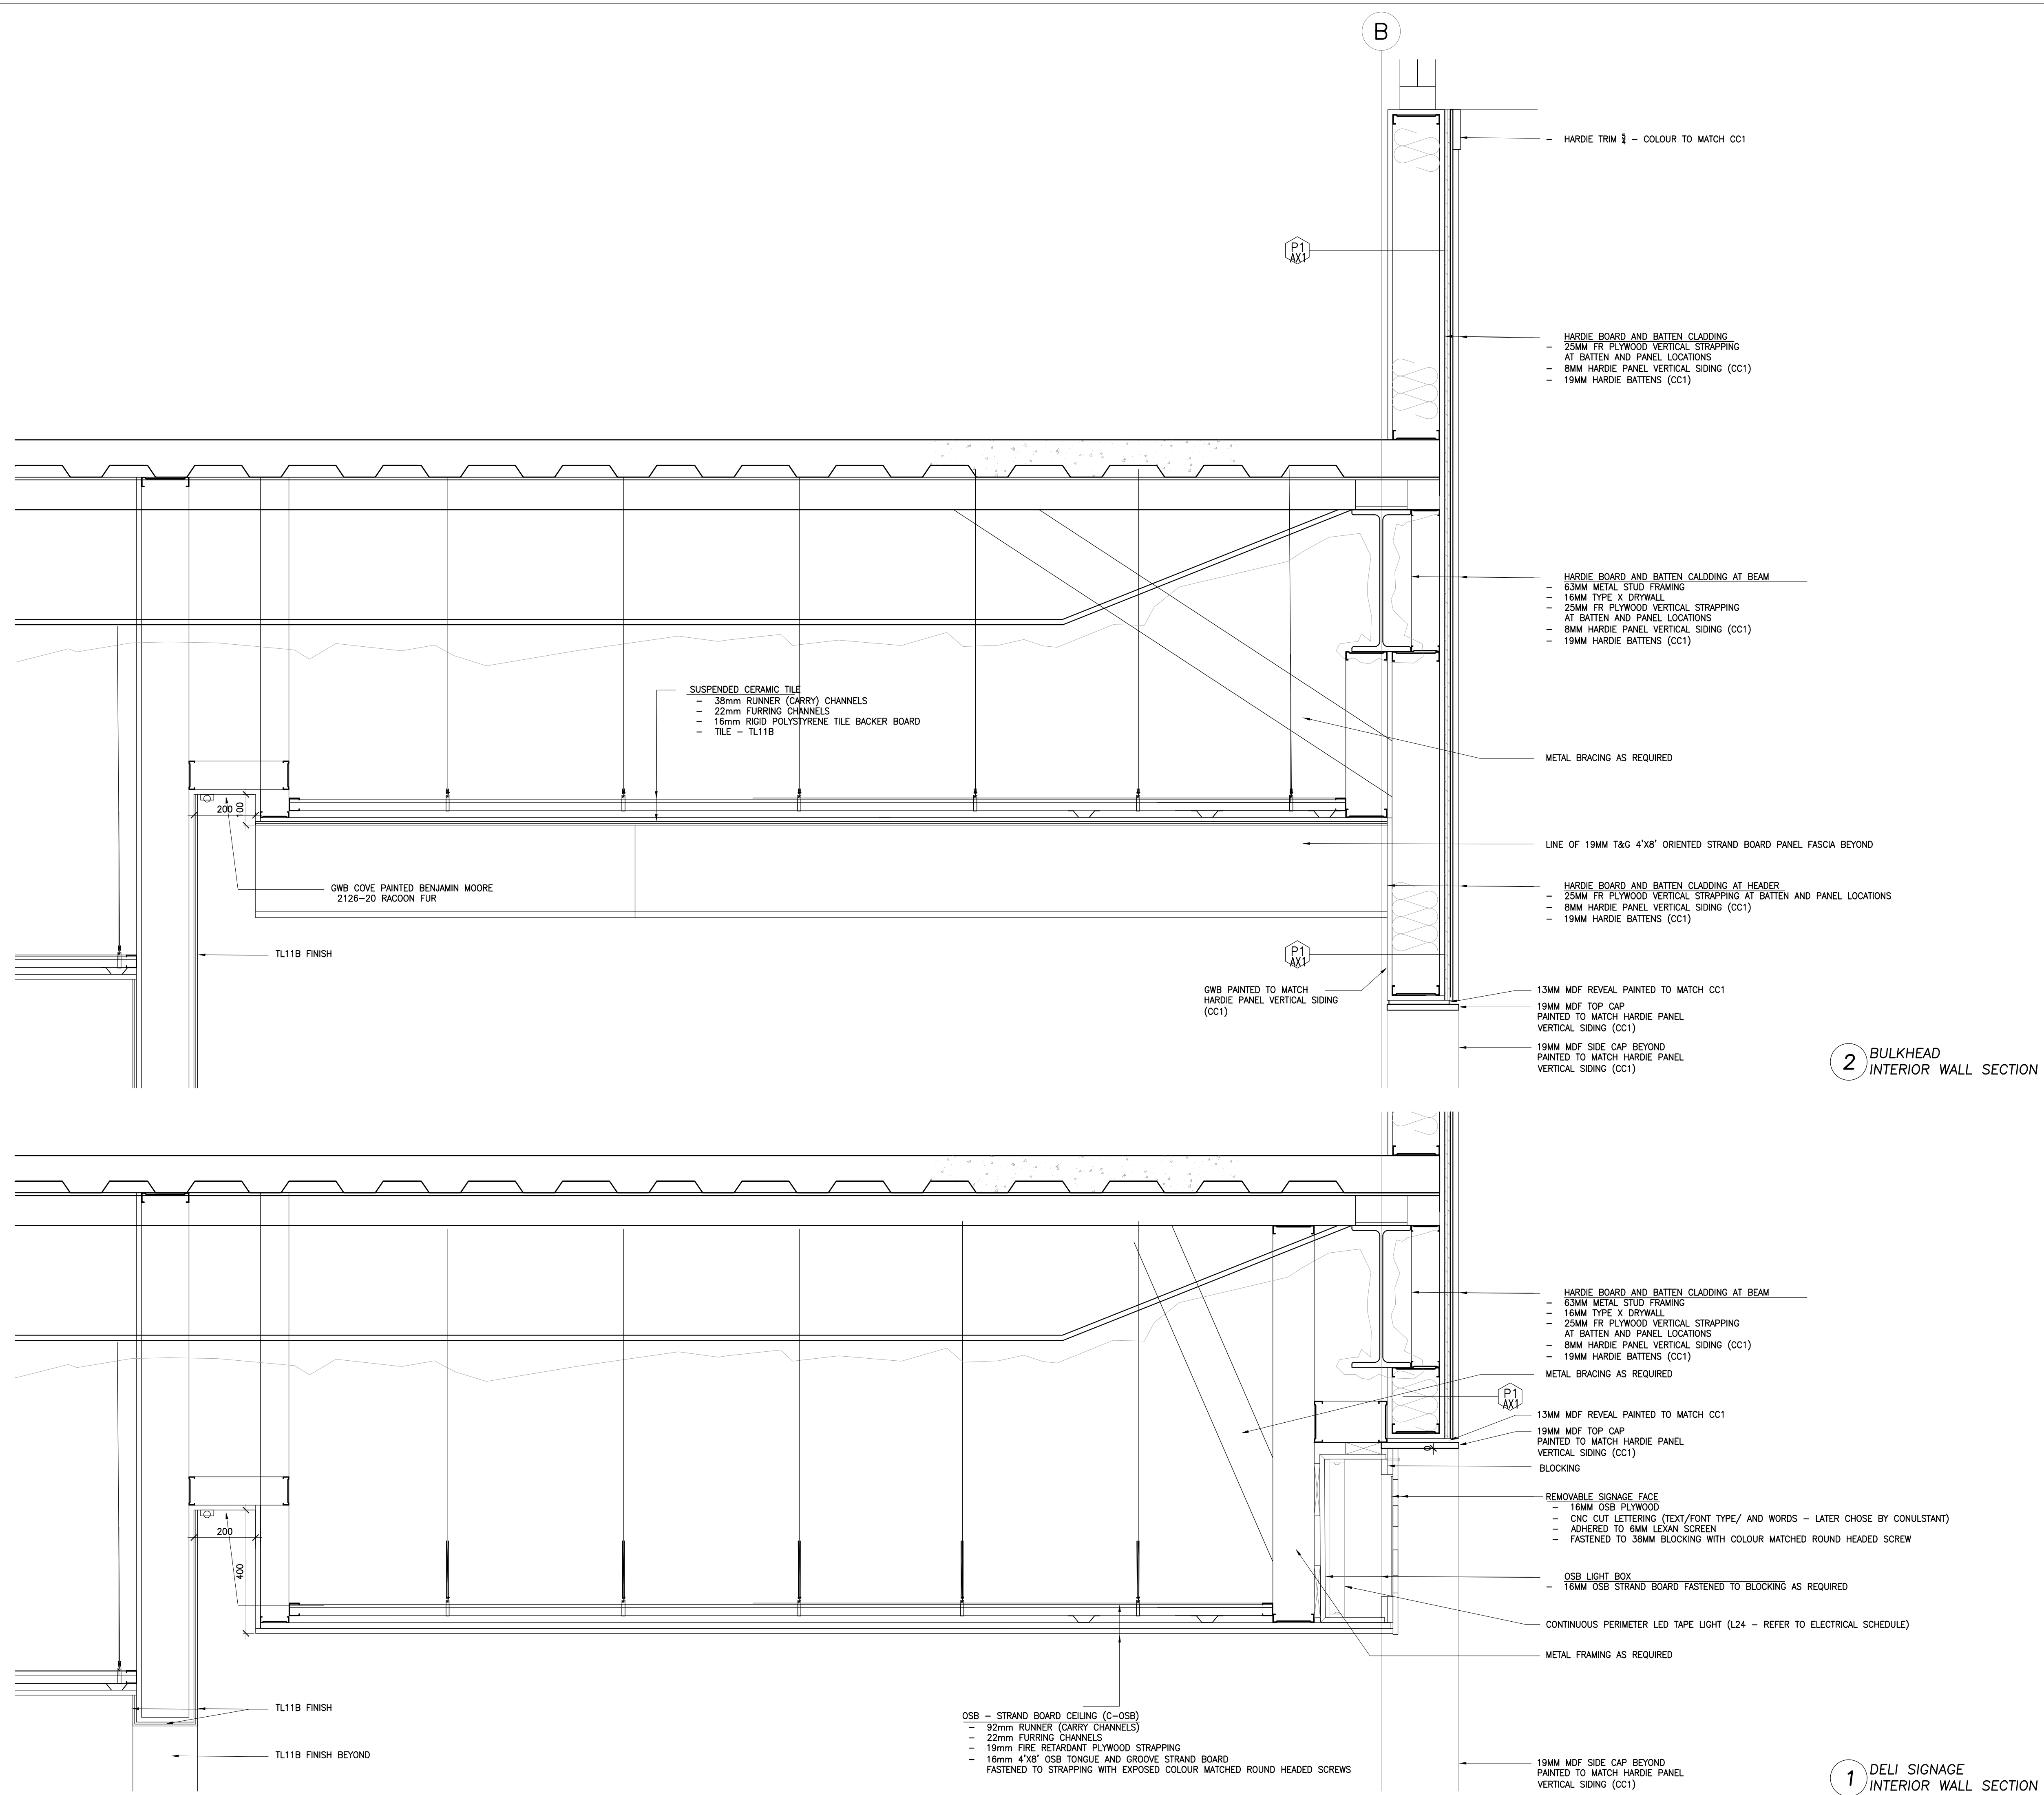 B
- HARDIE TRIM 5/4 - COLOUR TO MATCH CC1
P1
AX1
HARDIE BOARD AND BATTEN CLADDING
- 25MM FR PLYWOOD VERTICAL STRAPPING
AT BATTEN AND PANEL LOCATIONS
- 8MM HARDIE PANEL VERTICAL SIDING (CC1)
- 19MM HARDIE BATTENS (CC1)
HARDIE BOARD AND BATTEN CALDDING AT BEAM
- 63MM METAL STUD FRAMING
- 16MM TYPE X DRYWALL
- 25MM FR PLYWOOD VERTICAL STRAPPING
AT BATTEN AND PANEL LOCATIONS
- 8MM HARDIE PANEL VERTICAL SIDING (CC1)
- 19MM HARDIE BATTENS (CC1)
SUSPENDED CERAMIC TILE
- 38mm RUNNER (CARRY) CHANNELS
- 22mm FURRING CHANNELS
- 16mm RIGID POLYSTYRENE TILE BACKER BOARD
- TILE - TL11B
METAL BRACING AS REQUIRED
200
100
LINE OF 19MM T&G 4'X8' ORIENTED STRAND BOARD PANEL FASCIA BEYOND
GWB COVE PAINTED BENJAMIN MOORE
2126-20 RACOON FUR
HARDIE BOARD AND BATTEN CLADDING AT HEADER
- 25MM FR PLYWOOD VERTICAL STRAPPING AT BATTEN AND PANEL LOCATIONS
- 8MM HARDIE PANEL VERTICAL SIDING (CC1)
- 19MM HARDIE BATTENS (CC1)
TL11B FINISH
P1
AX1
GWB PAINTED TO MATCH
HARDIE PANEL VERTICAL SIDING
(CC1)
13MM MDF REVEAL PAINTED TO MATCH CC1
19MM MDF TOP CAP
PAINTED TO MATCH HARDIE PANEL
VERTICAL SIDING (CC1)
19MM MDF SIDE CAP BEYOND
PAINTED TO MATCH HARDIE PANEL
VERTICAL SIDING (CC1)
2 BULKHEAD
INTERIOR WALL SECTION
HARDIE BOARD AND BATTEN CLADDING AT BEAM
- 63MM METAL STUD FRAMING
- 16MM TYPE X DRYWALL
- 25MM FR PLYWOOD VERTICAL STRAPPING
AT BATTEN AND PANEL LOCATIONS
- 8MM HARDIE PANEL VERTICAL SIDING (CC1)
- 19MM HARDIE BATTENS (CC1)
METAL BRACING AS REQUIRED
P1
AX1
13MM MDF REVEAL PAINTED TO MATCH CC1
19MM MDF TOP CAP
PAINTED TO MATCH HARDIE PANEL
VERTICAL SIDING (CC1)
BLOCKING
REMOVABLE SIGNAGE FACE
- 16MM OSB PLYWOOD
- CNC CUT LETTERING (TEXT/FONT TYPE/ AND WORDS - LATER CHOSE BY CONULSTANT)
- ADHERED TO 6MM LEXAN SCREEN
- FASTENED TO 38MM BLOCKING WITH COLOUR MATCHED ROUND HEADED SCREW
200
400
OSB LIGHT BOX
- 16MM OSB STRAND BOARD FASTENED TO BLOCKING AS REQUIRED
CONTINUOUS PERIMETER LED TAPE LIGHT (L24 - REFER TO ELECTRICAL SCHEDULE)
METAL FRAMING AS REQUIRED
TL11B FINISH
TL11B FINISH BEYOND
OSB - STRAND BOARD CEILING (C-OSB)
- 92mm RUNNER (CARRY CHANNELS)
- 22mm FURRING CHANNELS
- 19mm FIRE RETARDANT PLYWOOD STRAPPING
- 16mm 4'X8' OSB TONGUE AND GROOVE STRAND BOARD
FASTENED TO STRAPPING WITH EXPOSED COLOUR MATCHED ROUND HEADED SCREWS
19MM MDF SIDE CAP BEYOND
PAINTED TO MATCH HARDIE PANEL
VERTICAL SIDING (CC1)
1 DELI SIGNAGE
INTERIOR WALL SECTION